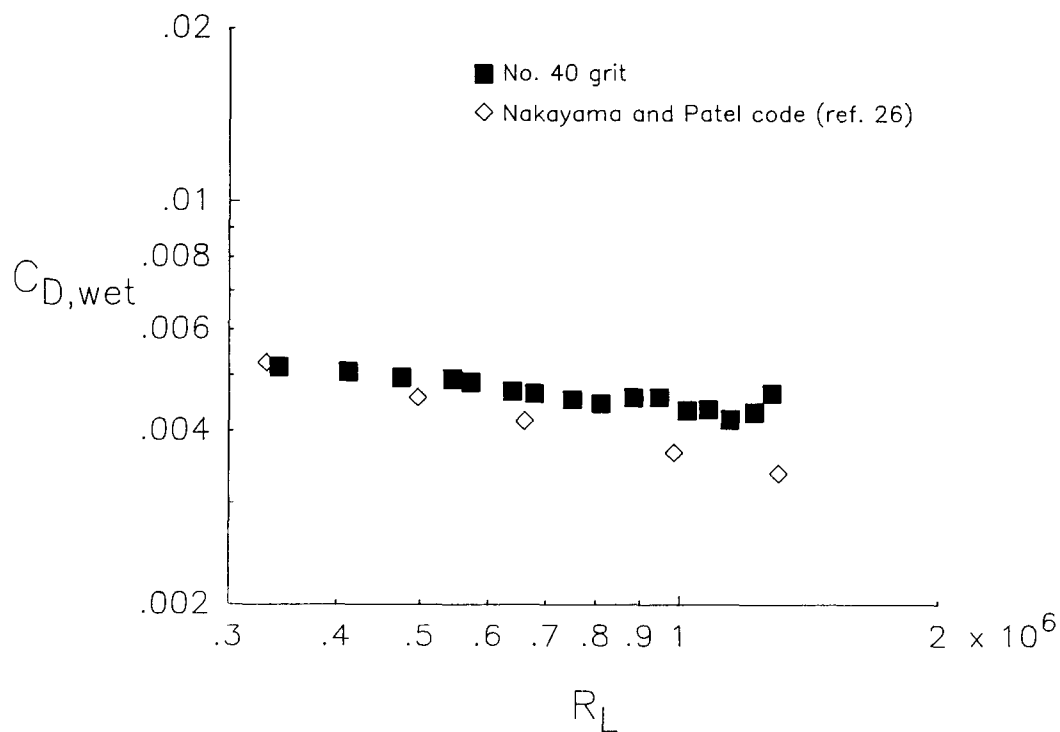 .02
■ No. 40 grit
◇ Nakayama and Patel code (ref. 26)
.01
.008
C_D,wet
.006
.004
.002
.3 .4 .5 .6 .7 .8 .9 1 2 × 10^6
R_L